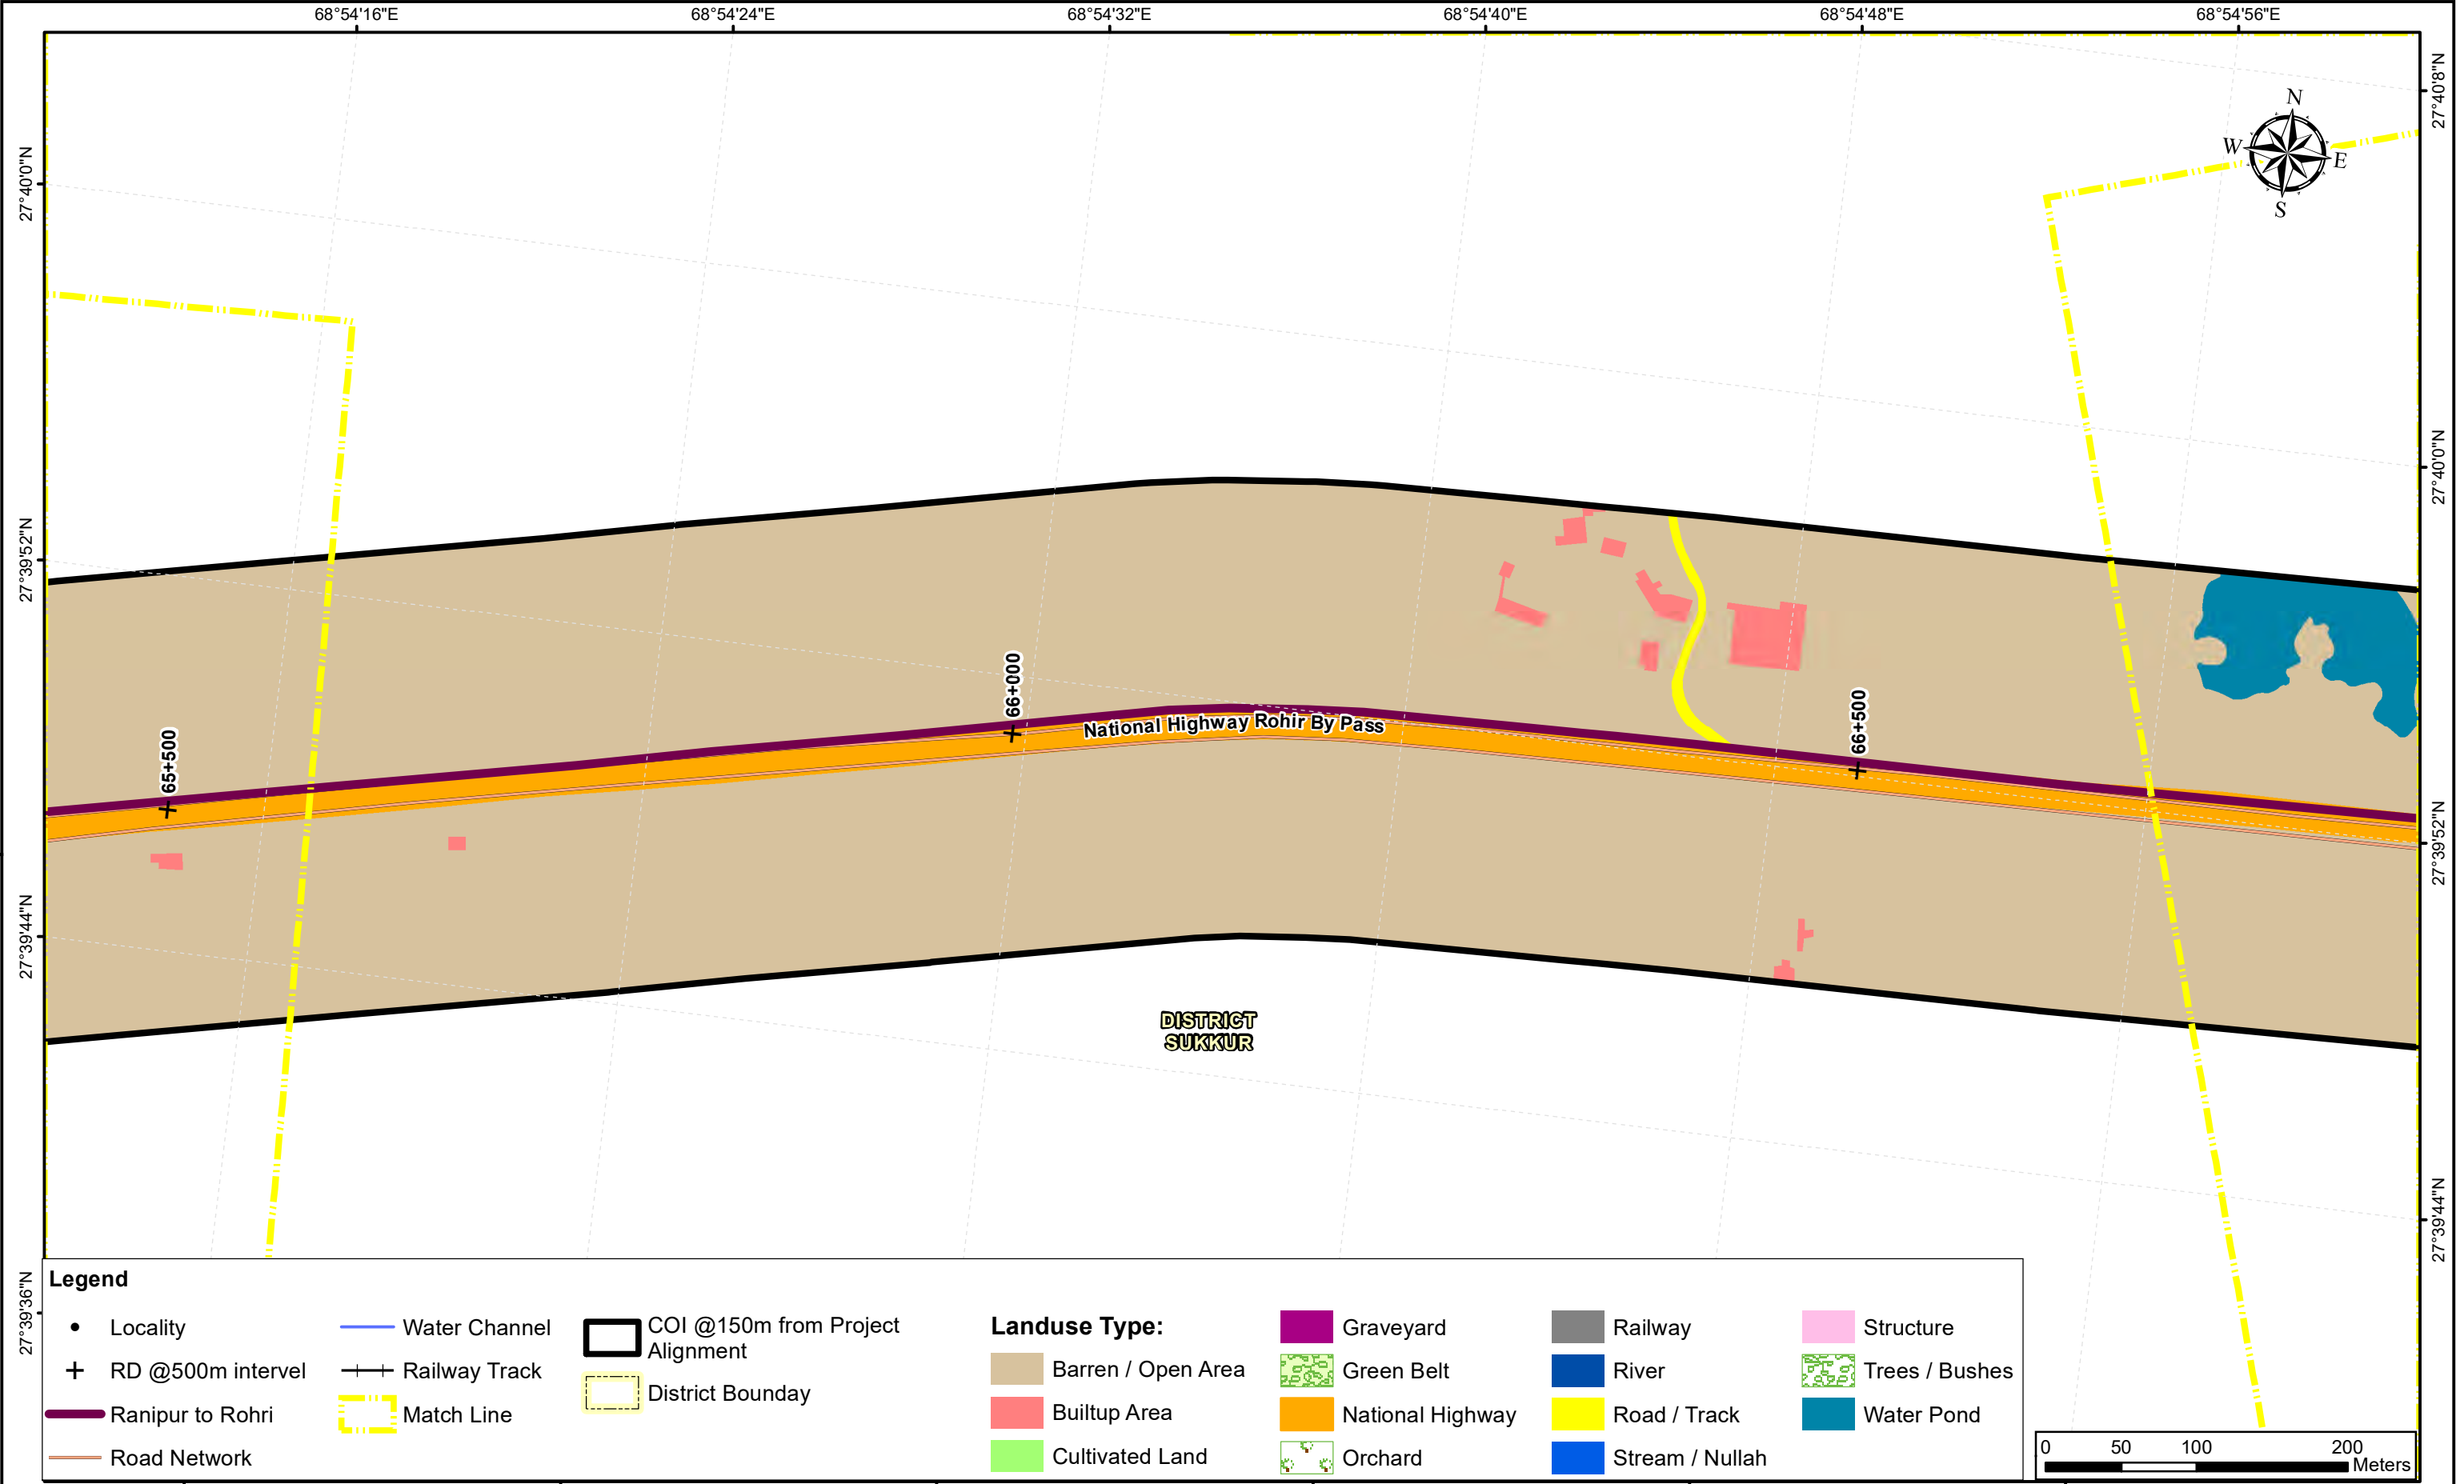 68°54'16"E
68°54'24"E
68°54'32"E
68°54'40"E
68°54'48"E
68°54'56"E
27°40'8"N
N
W
E
S
27°40'0"N
27°40'0"N
27°39'52"N
66+000
66+500
65+500
National Highway Rohir By Pass
27°39'52"N
27°39'44"N
DISTRICT
SUKKUR
27°39'44"N
27°39'36"N
Legend
Locality
RD @500m intervel
Ranipur to Rohri
Road Network
Water Channel
Railway Track
Match Line
COI @150m from Project
Alignment
District Bounday
Landuse Type:
Barren / Open Area
Builtup Area
Cultivated Land
Graveyard
Green Belt
National Highway
Orchard
Railway
River
Road / Track
Stream / Nullah
Structure
Trees / Bushes
Water Pond
0 50 100 200
Meters